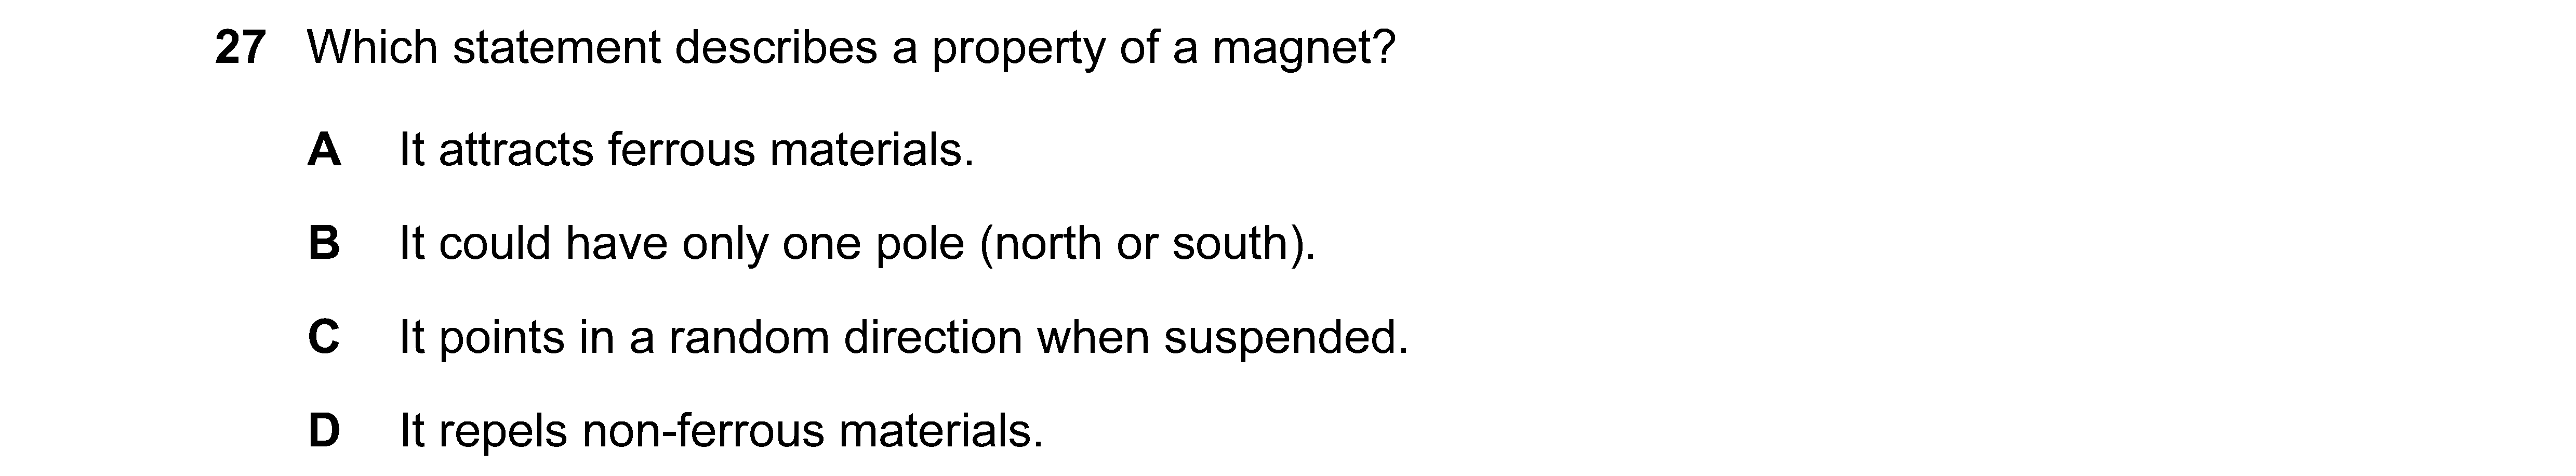 27 Which statement describes a property of a magnet?
A It attracts ferrous materials.
B It could have only one pole (north or south).
C It points in a random direction when suspended.
D It repels non-ferrous materials.